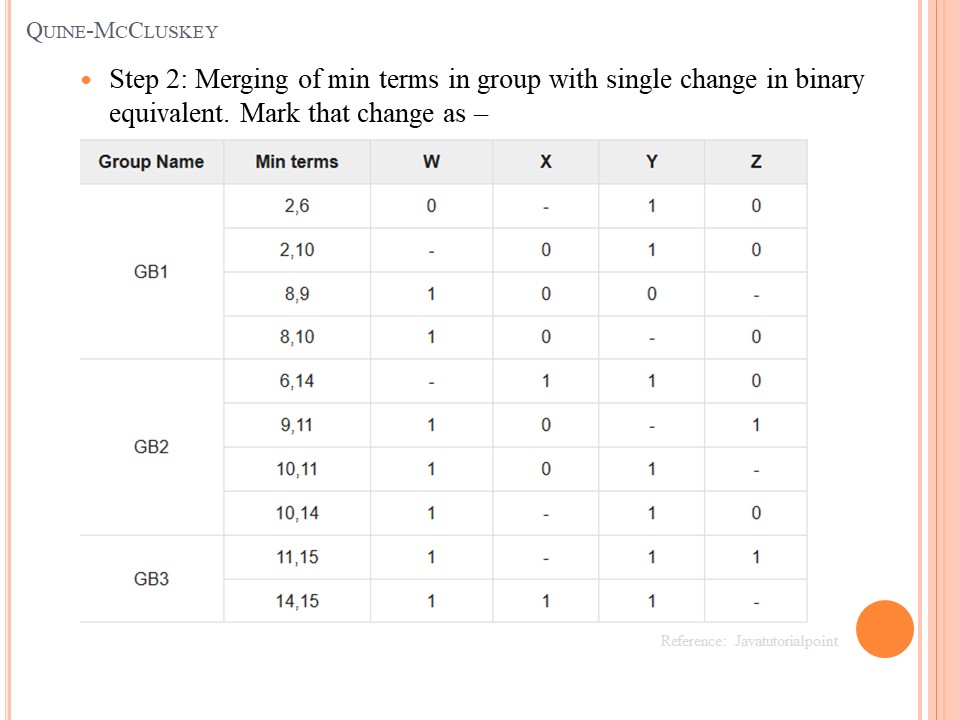 QUINE-MCCLUSKEY
• Step 2: Merging of min terms in group with single change in binary
equivalent. Mark that change as –
Group Name Min terms W X Y Z
GB1
2,6 0 - 1 0
2,10 - 0 1 0
8,9 1 0 0 -
8,10 1 0 - 0
GB2
6,14 - 1 1 0
9,11 1 0 - 1
10,11 1 0 1 -
10,14 1 - 1 0
GB3
11,15 1 - 1 1
14,15 1 1 1 -
Reference: Javatutorialpoint